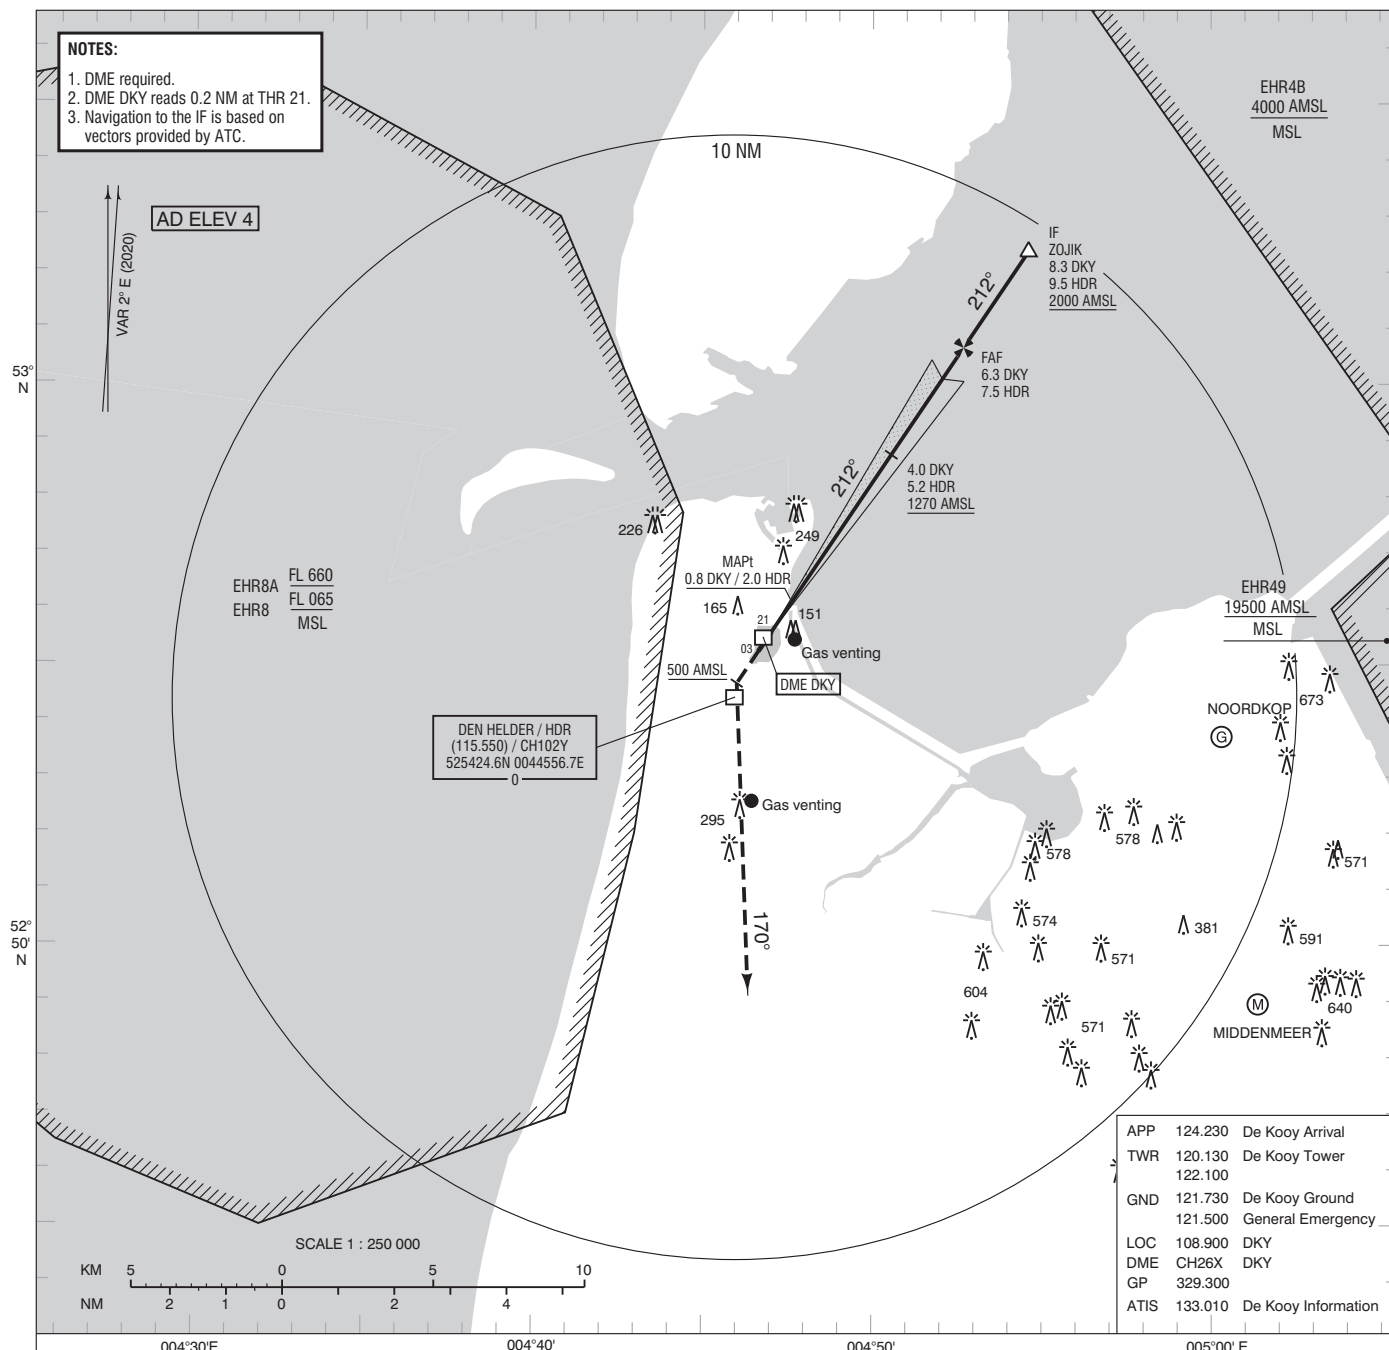 NOTES:
1. DME required.
2. DME DKY reads 0.2 NM at THR 21.
3. Navigation to the IF is based on
vectors provided by ATC.
EHR4B
4000 AMSL
MSL
10 NM
AD ELEV 4
VAR 2° E (2020)
IF
ZOJIK
8.3 DKY
9.5 HDR
2000 AMSL
212°
FAF
6.3 DKY
7.5 HDR
53°
N
212°
4.0 DKY
5.2 HDR
1270 AMSL
226
249
MAPt
0.8 DKY / 2.0 HDR
EHR8A FL 660
EHR8 FL 065
MSL
EHR49
19500 AMSL
MSL
165
151
21
03
Gas venting
500 AMSL
DME DKY
673
NOORDKOP
G
DEN HELDER / HDR
(115.550) / CH102Y
525424.6N 0044556.7E
0
295
Gas venting
578
578
571
170°
574
381
591
52°
50'
N
571
604
571
640
M
MIDDENMEER
APP 124.230 De Kooy Arrival
TWR 120.130 De Kooy Tower
122.100
GND 121.730 De Kooy Ground
121.500 General Emergency
LOC 108.900 DKY
DME CH26X DKY
GP 329.300
ATIS 133.010 De Kooy Information
SCALE 1 : 250 000
KM 5 0 5 10
NM 2 1 0 2 4
004°30'E 004°40' 004°50' 005°00' E